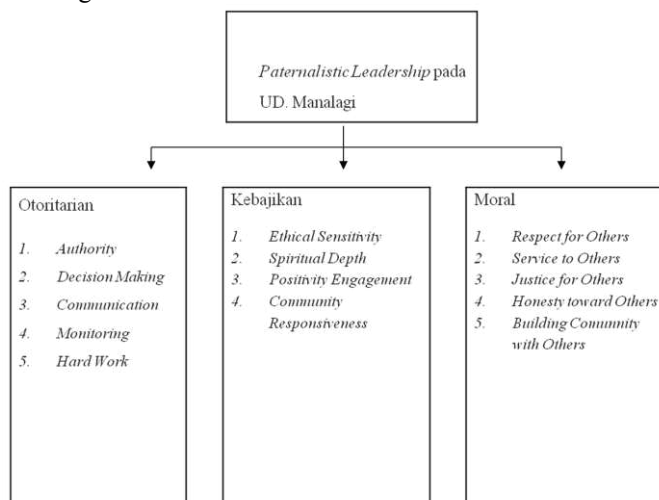 Paternalistic Leadership pada
UD. Manalagi
Otoritarian
1. Authority
2. Decision Making
3. Communication
4. Monitoring
5. Hard Work
Kebajikan
1. Ethical Sensitivity
2. Spiritual Depth
3. Positivity Engagement
4. Community
Responsiveness
Moral
1. Respect for Others
2. Service to Others
3. Justice for Others
4. Honesty toward Others
5. Building Comunnity
with Others